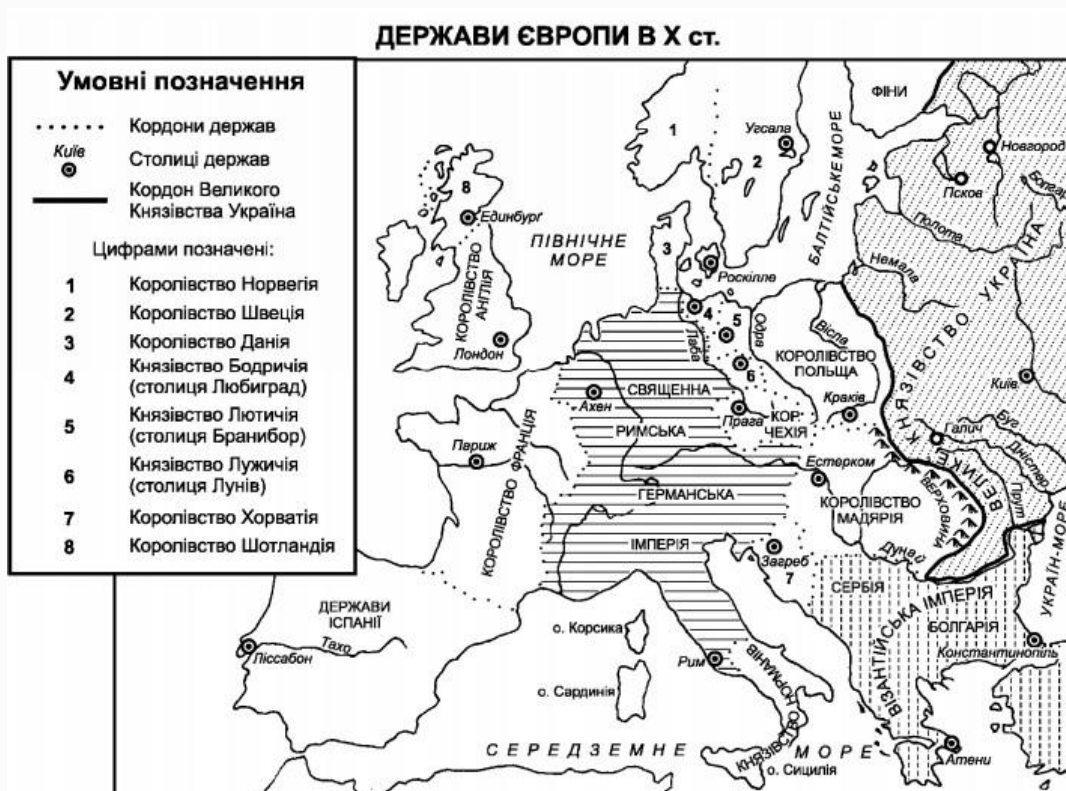 ДЕРЖАВИ ЄВРОПИ В X ст.
Умовні позначення
Кордони держав
Київ
Столиці держав
Кордон Великого
Князівства Україна
Цифрами позначені:
1 Королівство Норвегія
2 Королівство Швеція
3 Королівство Данія
4 Князівство Бодричія
(столиця Любиград)
5 Князівство Лютичія
(столиця Бранибор)
6 Князівство Лужичія
(столиця Лунів)
7 Королівство Хорватія
8 Королівство Шотландія
ФІНИ
1
Угсала
2
Новгород
Псков
Болгар
8
Единбурґ
ПІВНІЧНЕ
МОРЕ
БАЛТІЙСЬКЕ МОРЕ
Полота
Немала
3
Роскілле
КОРОЛІВСТВО
АНГЛІЯ
Лондон
4
5
6
Лаба
Одра
Вісла
КОРОЛІВСТВО
ПОЛЬЩА
ВЕЛИКЕ КНЯЗІВСТВО УКРАЇНА
Київ
СВЯЩЕННА
РИМСЬКА
ГЕРМАНСЬКА
ІМПЕРІЯ
Ахен
Прага
КОР.
ЧЕХІЯ
Краків
Галич
Буг
Дністер
Прут
Париж
КОРОЛІВСТВО ФРАНЦІЯ
Естерком
КОРОЛІВСТВО
МАДЯРІЯ
ВЕРХОВИНА
Дунай
Загреб
7
СЕРБІЯ
ВІЗАНТІЙСЬКА ІМПЕРІЯ
БОЛГАРІЯ
УКРАЇН-МОРЕ
Константинопіль
ДЕРЖАВИ
ІСПАНІЇ
Тахо
Ліссабон
о. Корсика
о. Сардинія
Рим
КНЯЗІВСТВО НОРМАНІВ
СЕРЕДЗЕМНЕ МОРЕ
о. Сицилія
Атени